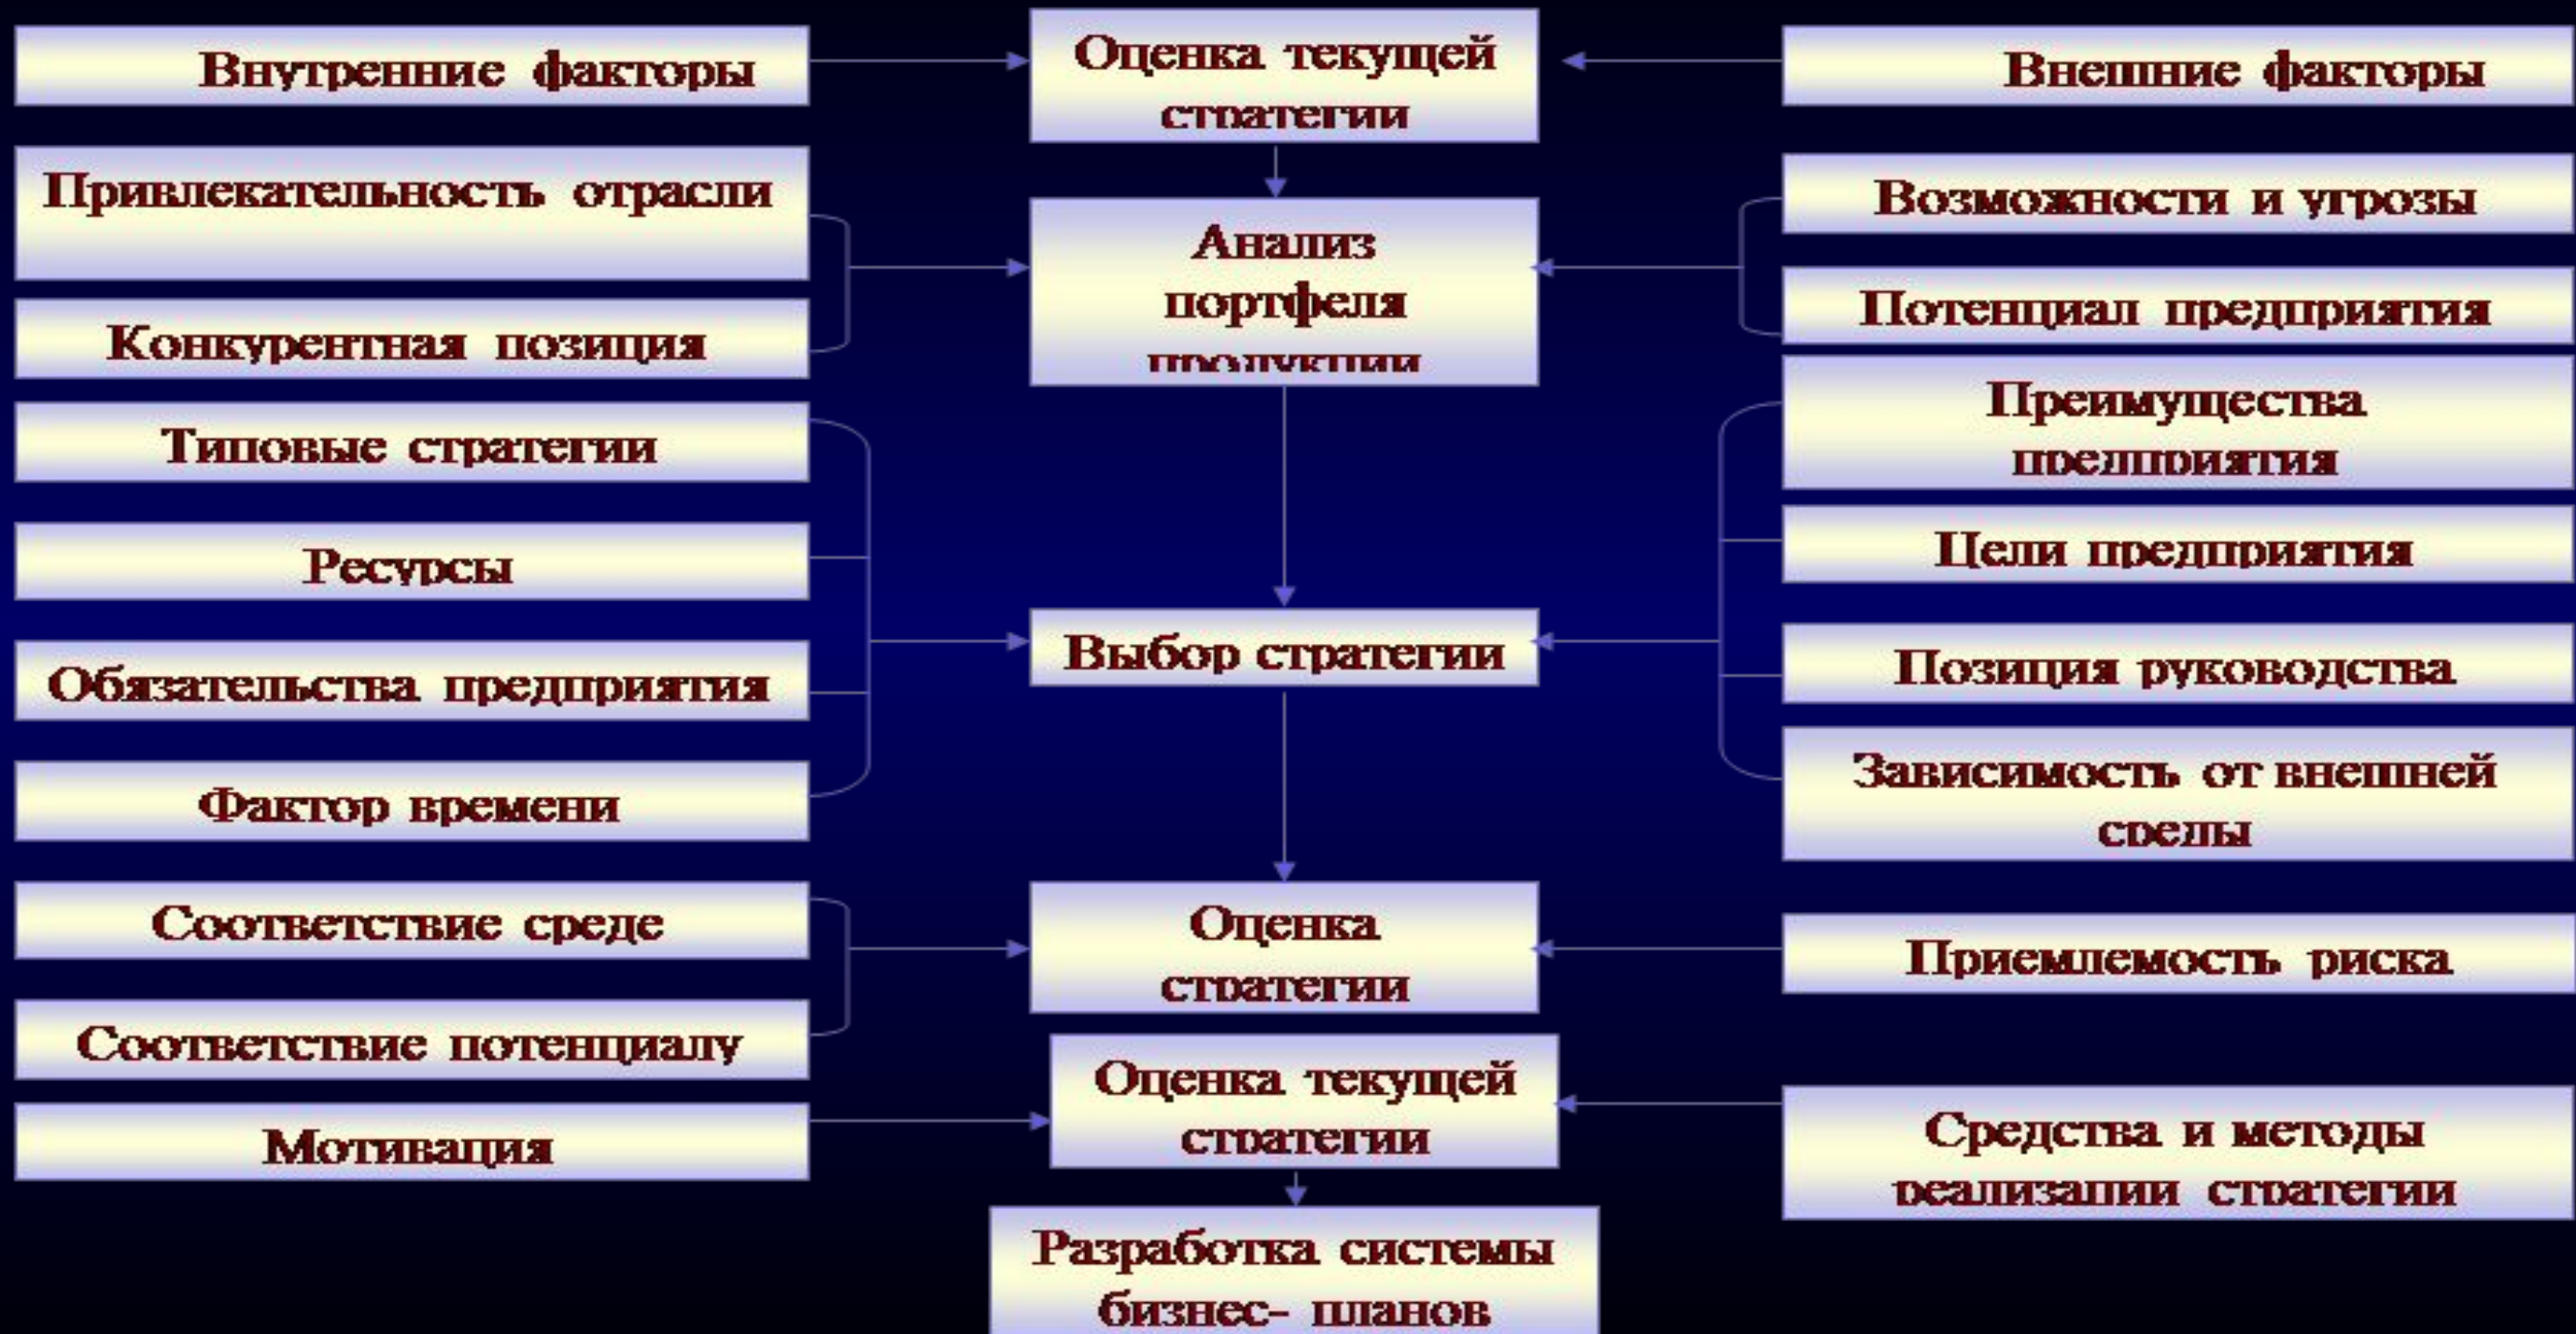 Внутренние факторы
Оценка текущей
стратегии
Внешние факторы
Привлекательность отрасли
Конкурентная позиция
Анализ
портфеля
продукции
Возможности и угрозы
Потенциал предприятия
Типовые стратегии
Ресурсы
Обязательства предприятия
Фактор времени
Выбор стратегии
Преимущества
предприятия
Цели предприятия
Позиция руководства
Зависимость от внешней
среды
Соответствие среде
Соответствие потенциалу
Оценка
стратегии
Приемлемость риска
Мотивация
Оценка текущей
стратегии
Средства и методы
реализации стратегии
Разработка системы
бизнес- планов